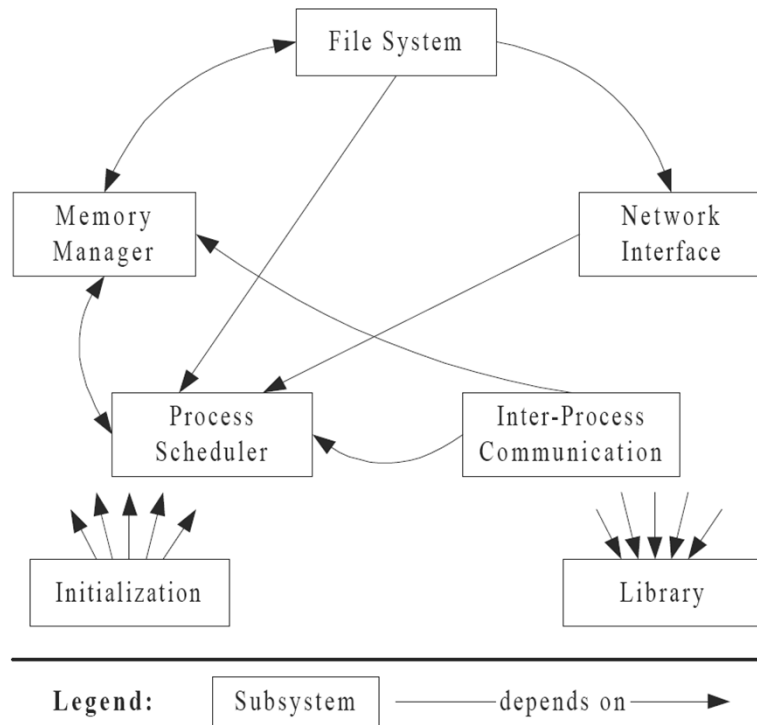 File System
Memory
Manager
Network
Interface
Process
Scheduler
Inter-Process
Communication
Initialization
Library
Legend:
Subsystem
depends on